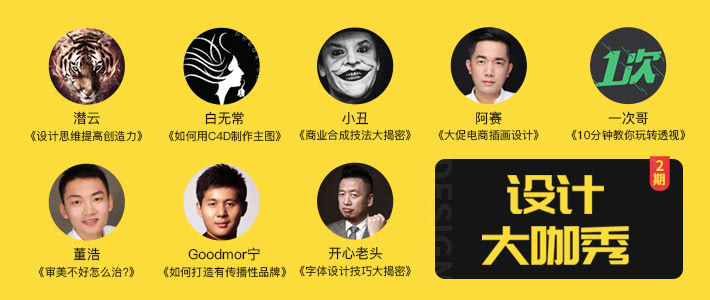 1次
潜云
《设计思维提高创造力》
白无常
《如何用C4D制作主图》
小丑
《商业合成技法大揭密》
阿赛
《大促电商插画设计》
一次哥
《10分钟教你玩转透视》
董浩
《审美不好怎么治?》
Goodmor宁
《如何打造有传播性品牌》
开心老头
《字体设计技巧大揭密》
DESIGN
2期
设计
大咖秀